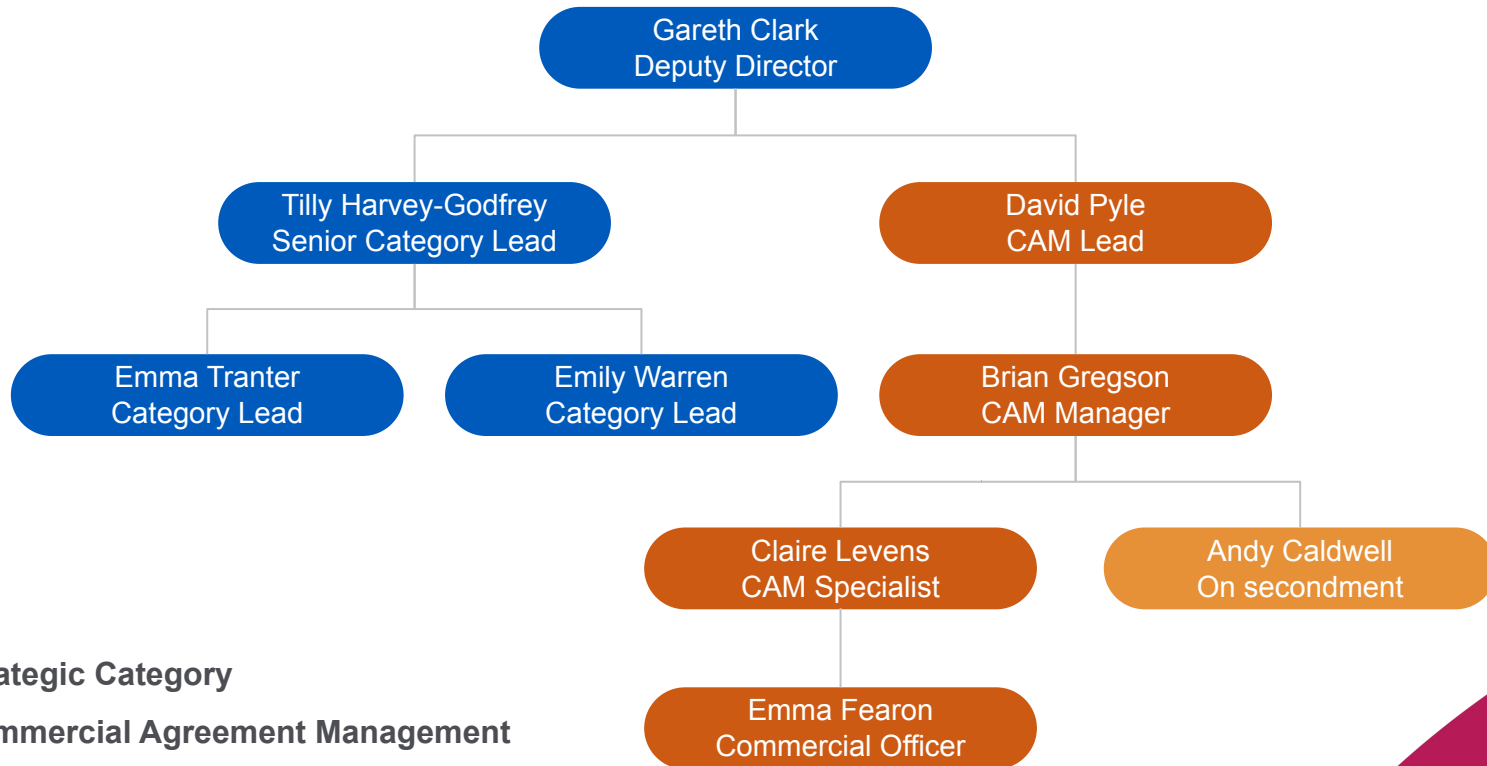 Gareth Clark
Deputy Director
Tilly Harvey-Godfrey
Senior Category Lead
David Pyle
CAM Lead
Emma Tranter
Category Lead
Emily Warren
Category Lead
Brian Gregson
CAM Manager
Claire Levens
CAM Specialist
Andy Caldwell
On secondment
Emma Fearon
Commercial Officer
ategic Category
mmercial Agreement Management